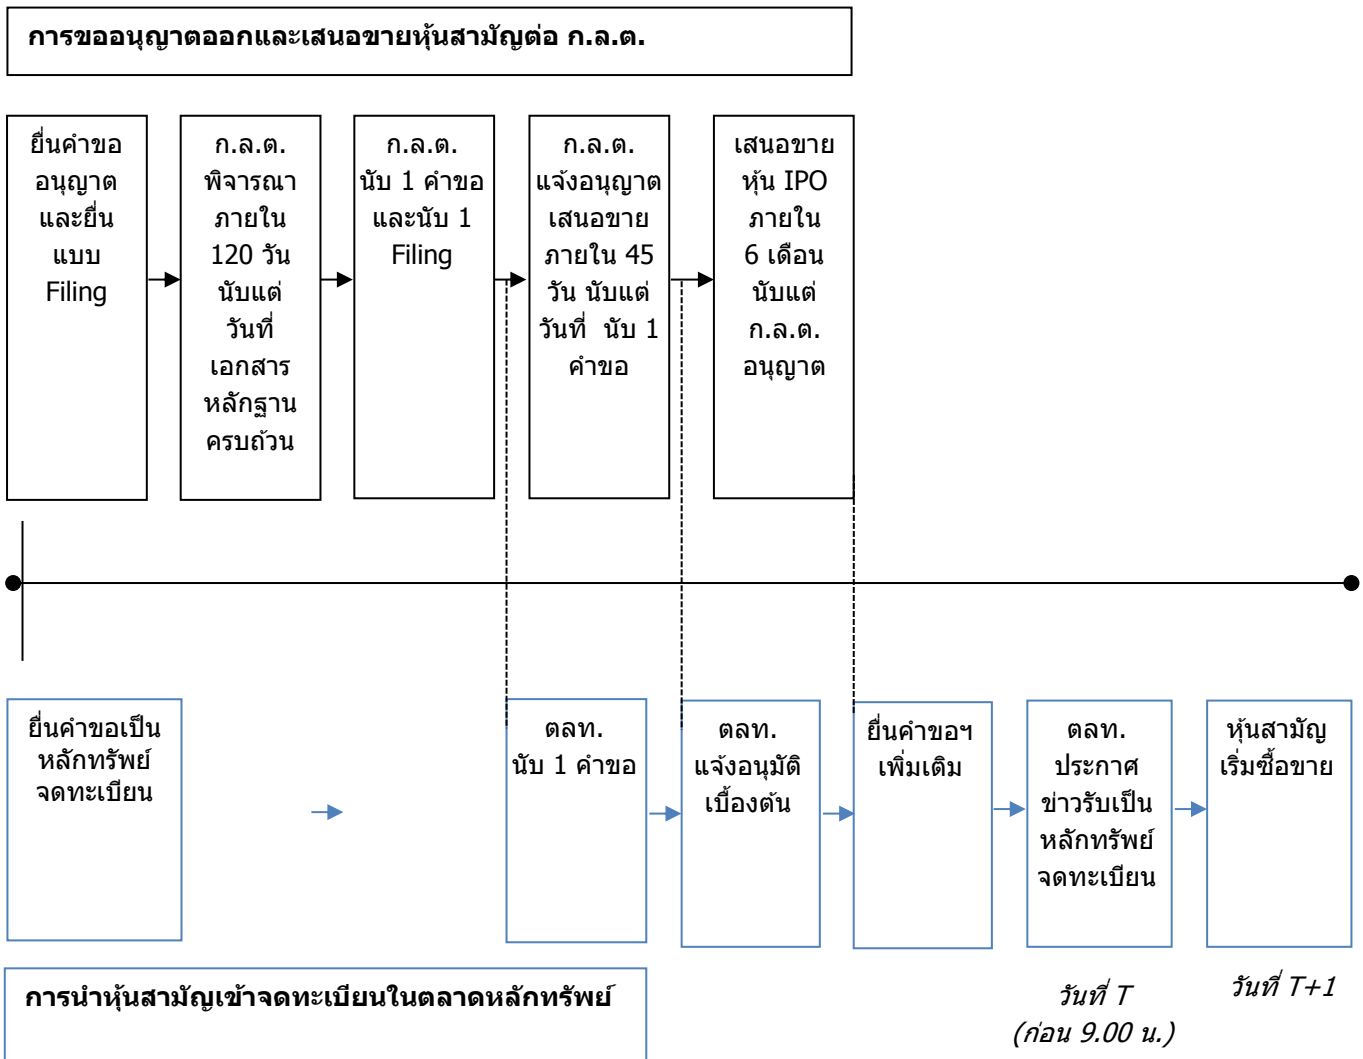 การขออนุญาตออกและเสนอขายหุ้นสามัญต่อ ก.ล.ต.
ยื่นคำขอ
อนุญาต
และยื่น
แบบ
Filing
ก.ล.ต.
พิจารณา
ภายใน
120 วัน
นับแต่
วันที่
เอกสาร
หลักฐาน
ครบถ้วน
ก.ล.ต.
นับ 1 คำขอ
และนับ 1
Filing
ก.ล.ต.
แจ้งอนุญาต
เสนอขาย
ภายใน 45
วัน นับแต่
วันที่ นับ 1
คำขอ
เสนอขาย
หุ้น IPO
ภายใน
6 เดือน
นับแต่
ก.ล.ต.
อนุญาต
ยื่นคำขอเป็น
หลักทรัพย์
จดทะเบียน
ตลท.
นับ 1 คำขอ
ตลท.
แจ้งอนุมัติ
เบื้องต้น
ยื่นคำขอฯ
เพิ่มเติม
ตลท.
ประกาศ
ข่าวรับเป็น
หลักทรัพย์
จดทะเบียน
หุ้นสามัญ
เริ่มซื้อขาย
การนำหุ้นสามัญเข้าจดทะเบียนในตลาดหลักทรัพย์
วันที่ T
(ก่อน 9.00 น.)
วันที่ T+1